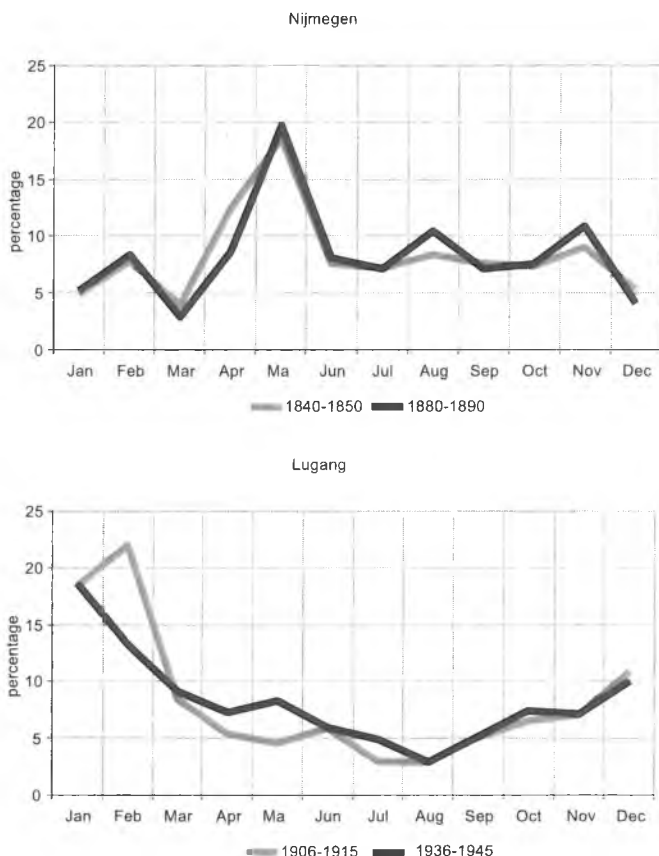 Nijmegen
25
20
15
10
5
0
percentage
Jan Feb Mar Apr Ma Jun Jul Aug Sep Oct Nov Dec
1840-1850 1880-1890
Lugang
25
20
15
10
5
0
percentage
Jan Feb Mar Apr Ma Jun Jul Aug Sep Oct Nov Dec
1906-1915 1936-1945